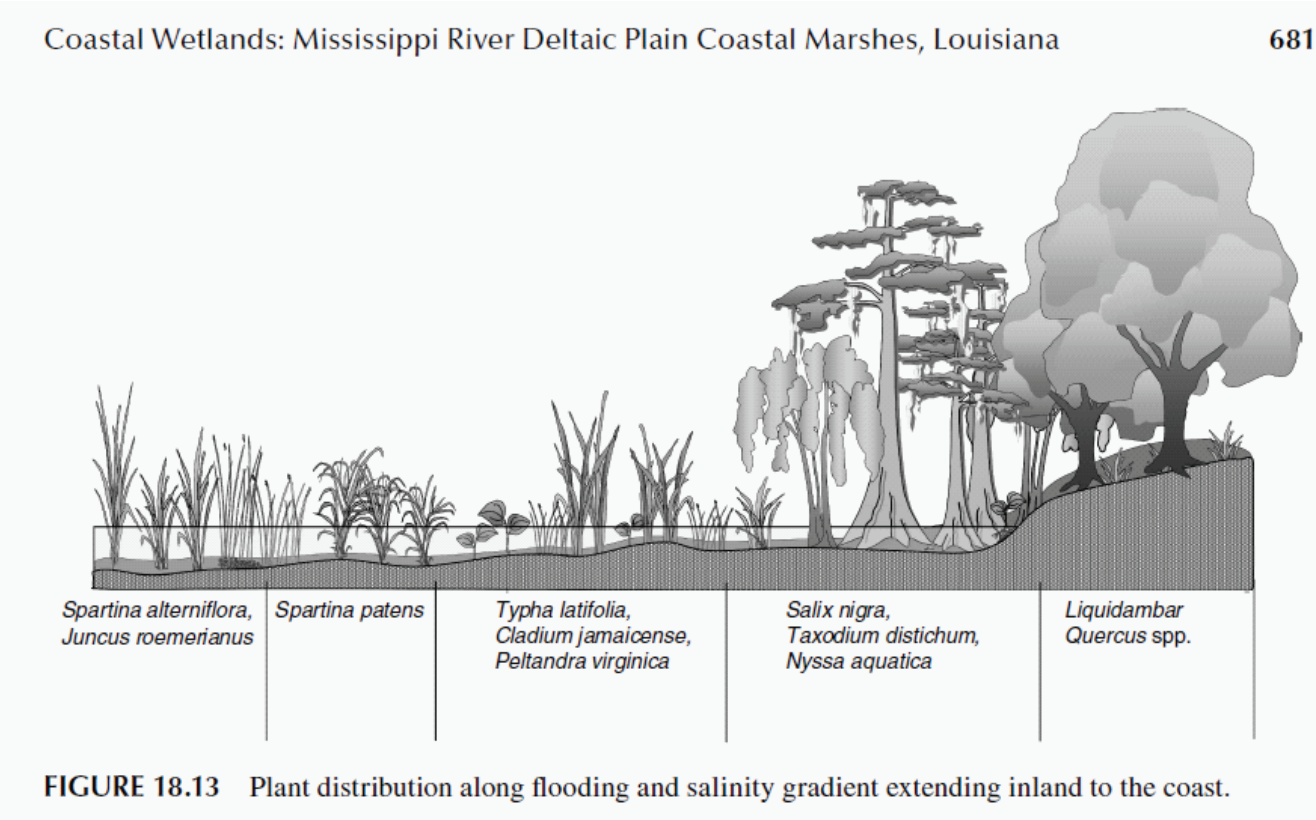 Coastal Wetlands: Mississippi River Deltaic Plain Coastal Marshes, Louisiana 681
Spartina alterniflora,
Juncus roemerianus
Spartina patens
Typha latifolia,
Cladium jamaicense,
Peltandra virginica
Salix nigra,
Taxodium distichum,
Nyssa aquatica
Liquidambar
Quercus spp.
FIGURE 18.13 Plant distribution along flooding and salinity gradient extending inland to the coast.